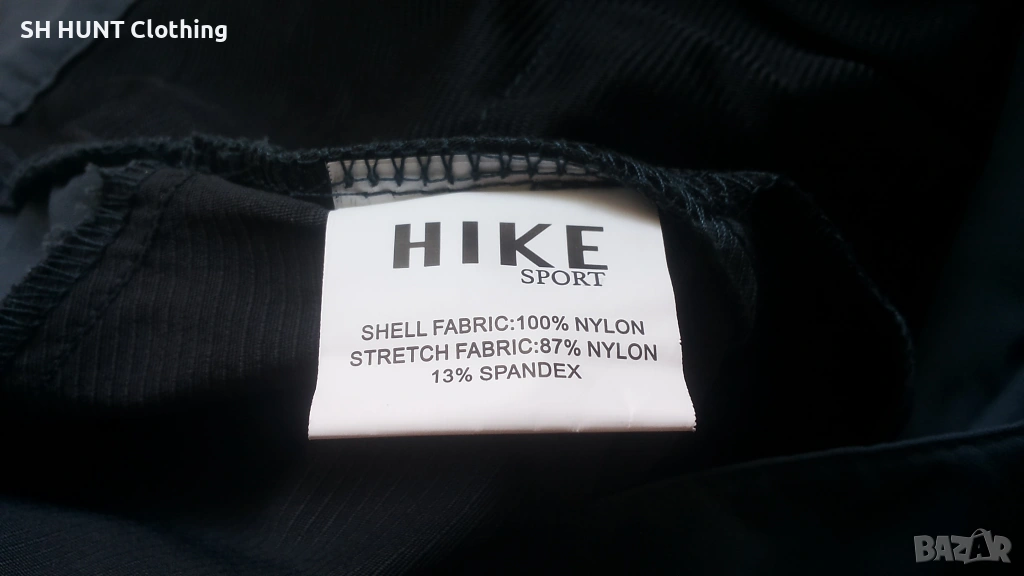 SH HUNT Clothing
HIKE
SPORT
SHELL FABRIC:100% NYLON
STRETCH FABRIC:87% NYLON
13% SPANDEX
BAZAR